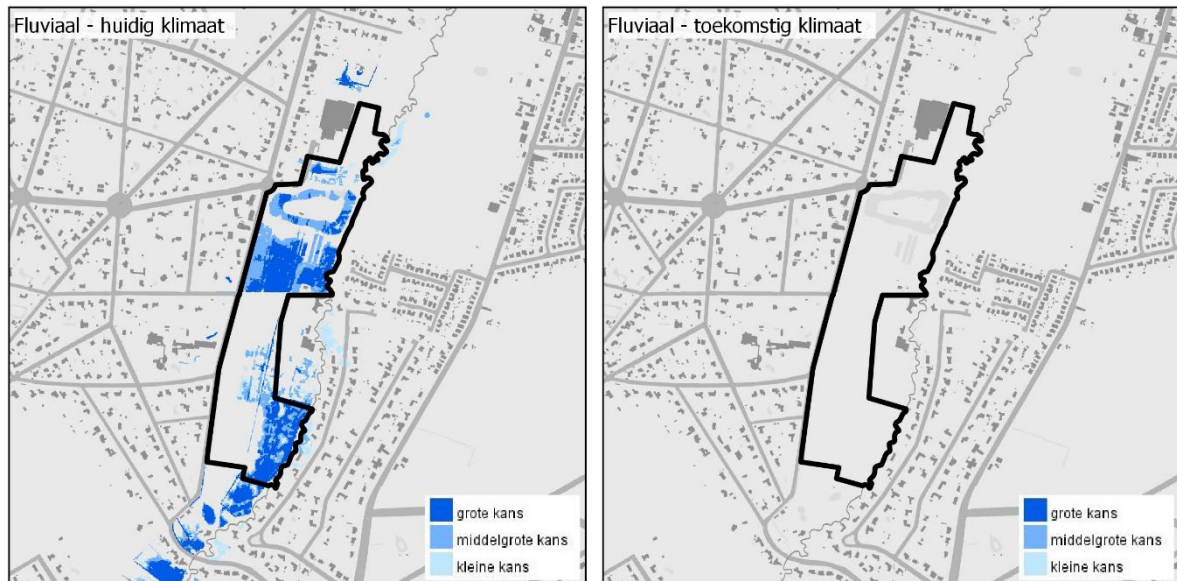 Fluviaal - huidig klimaat
grote kans
middelgrote kans
kleine kans
Fluviaal - toekomstig klimaat
grote kans
middelgrote kans
kleine kans